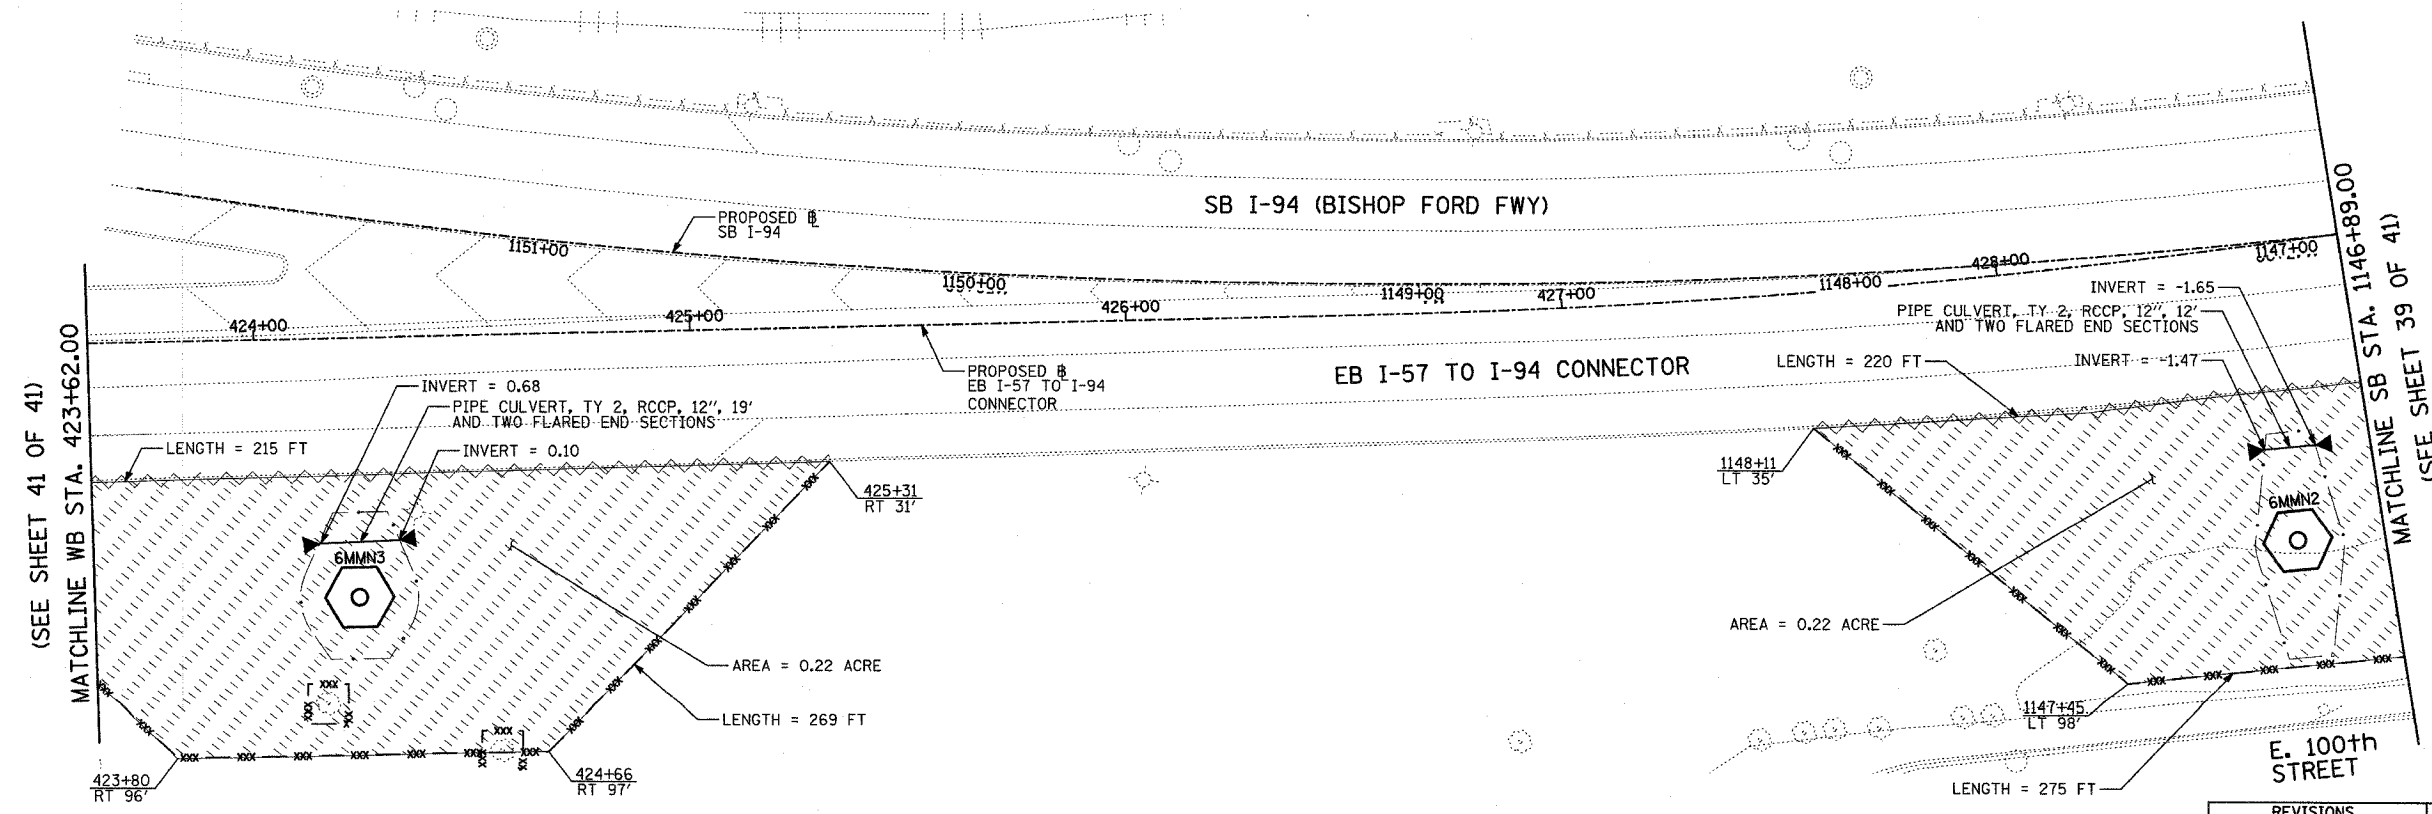 SB I-94 (BISHOP FORD FWY)
PROPOSED ℄
SB I-94
1151+00
1150+00
1149+00
1148+00
1147+00
424+00
425+00
426+00
427+00
428+00
PROPOSED
EB I-57 TO I-94
CONNECTOR
EB I-57 TO I-94 CONNECTOR
(SEE SHEET 41 OF 41)
MATCHLINE WB STA. 423+62.00
INVERT = 0.68
PIPE CULVERT, TY 2, RCCP, 12", 19'
AND TWO FLARED END SECTIONS
LENGTH = 215 FT
INVERT = 0.10
6MMN3
425+31
RT 31'
AREA = 0.22 ACRE
LENGTH = 269 FT
423+80
RT 96'
424+66
RT 97'
INVERT = -1.65
PIPE CULVERT, TY 2, RCCP, 12", 12'
AND TWO FLARED END SECTIONS
LENGTH = 220 FT
INVERT = -1.47
1148+11
LT 35'
6MMN2
AREA = 0.22 ACRE
1147+45
LT 98'
LENGTH = 275 FT
E. 100th
STREET
MATCHLINE SB STA. 1146+89.00
(SEE SHEET 39 OF 41)
REVISIONS